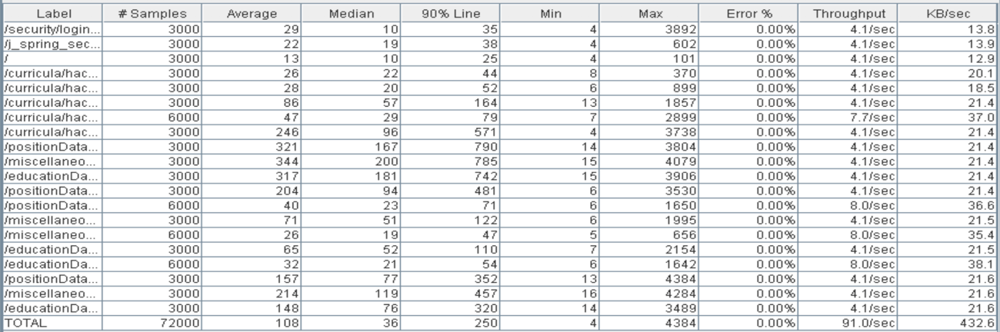 Label # Samples Average Median 90% Line Min Max Error % Throughput KB/sec
/security/login... 3000 29 10 35 4 3892 0.00% 4.1/sec 13.8
/j_spring_sec... 3000 22 19 38 4 602 0.00% 4.1/sec 13.9
/ 3000 13 10 25 4 101 0.00% 4.1/sec 12.9
/curricula/hac... 3000 26 22 44 8 370 0.00% 4.1/sec 20.1
/curricula/hac... 3000 28 20 52 6 899 0.00% 4.1/sec 18.5
/curricula/hac... 3000 86 57 164 13 1857 0.00% 4.1/sec 21.4
/curricula/hac... 6000 47 29 79 7 2899 0.00% 7.7/sec 37.0
/curricula/hac... 3000 246 96 571 4 3738 0.00% 4.1/sec 21.4
/positionData... 3000 321 167 790 14 3804 0.00% 4.1/sec 21.4
/miscellaneo... 3000 344 200 785 15 4079 0.00% 4.1/sec 21.4
/educationDa... 3000 317 181 742 15 3906 0.00% 4.1/sec 21.4
/positionData... 3000 204 94 481 6 3530 0.00% 4.1/sec 21.4
/positionData... 6000 40 23 71 6 1650 0.00% 8.0/sec 36.6
/miscellaneo... 3000 71 51 122 6 1995 0.00% 4.1/sec 21.5
/miscellaneo... 6000 26 19 47 5 656 0.00% 8.0/sec 35.4
/educationDa... 3000 65 52 110 7 2154 0.00% 4.1/sec 21.5
/educationDa... 6000 32 21 54 6 1642 0.00% 8.0/sec 38.1
/positionData... 3000 157 77 352 13 4384 0.00% 4.1/sec 21.6
/miscellaneo... 3000 214 119 457 16 4284 0.00% 4.1/sec 21.6
/educationDa... 3000 148 76 320 14 3489 0.00% 4.1/sec 21.6
TOTAL 72000 108 36 250 4 4384 0.00% 91.0/sec 432.6